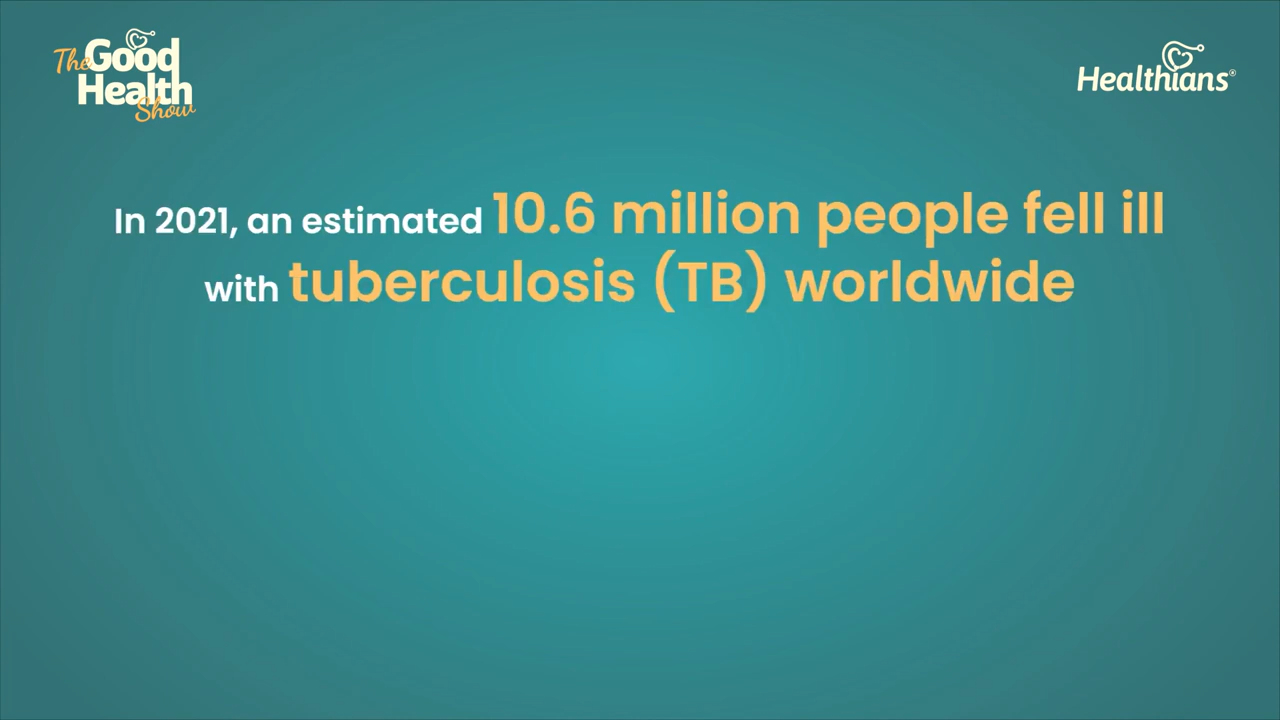 The Good
Health
Show
Healthians®
In 2021, an estimated 10.6 million people fell ill
with tuberculosis (TB) worldwide